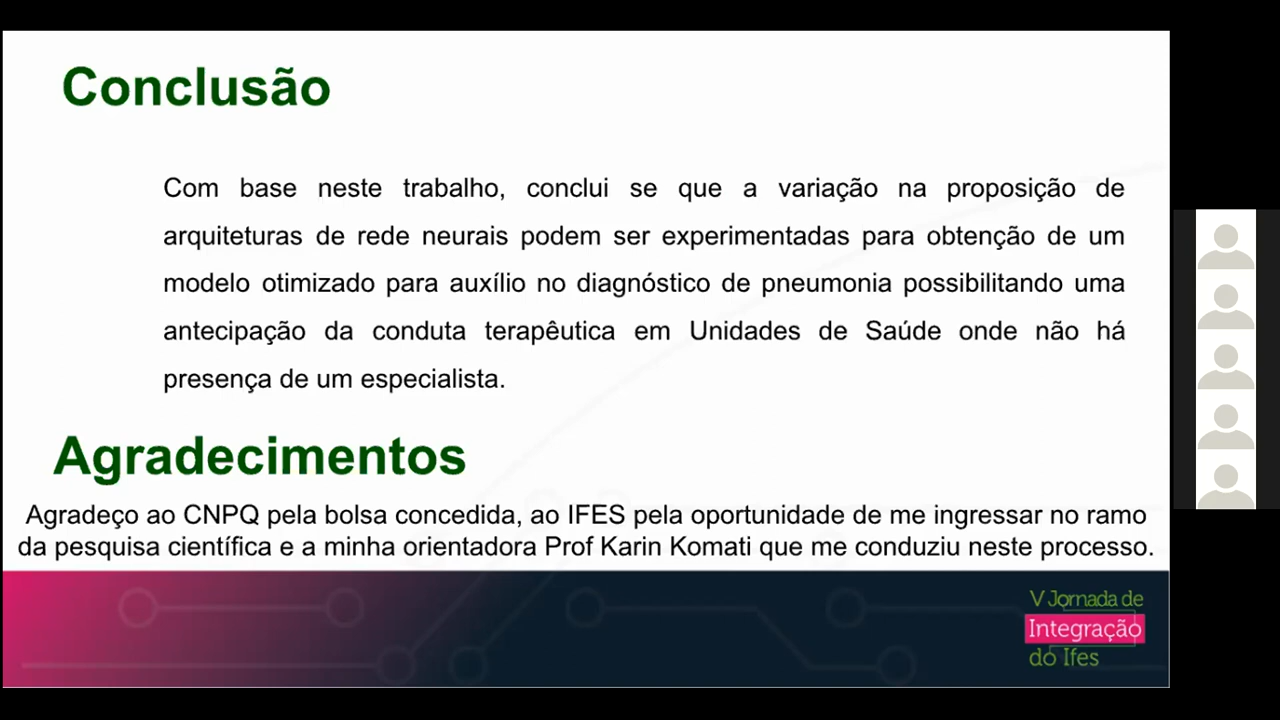 Conclusão
Com base neste trabalho, conclui se que a variação na proposição de
arquiteturas de rede neurais podem ser experimentadas para obtenção de um
modelo otimizado para auxílio no diagnóstico de pneumonia possibilitando uma
antecipação da conduta terapêutica em Unidades de Saúde onde não há
presença de um especialista.
Agradecimentos
Agradeço ao CNPQ pela bolsa concedida, ao IFES pela oportunidade de me ingressar no ramo
da pesquisa científica e a minha orientadora Prof Karin Komati que me conduziu neste processo.
V Jornada de
Integração
do Ifes